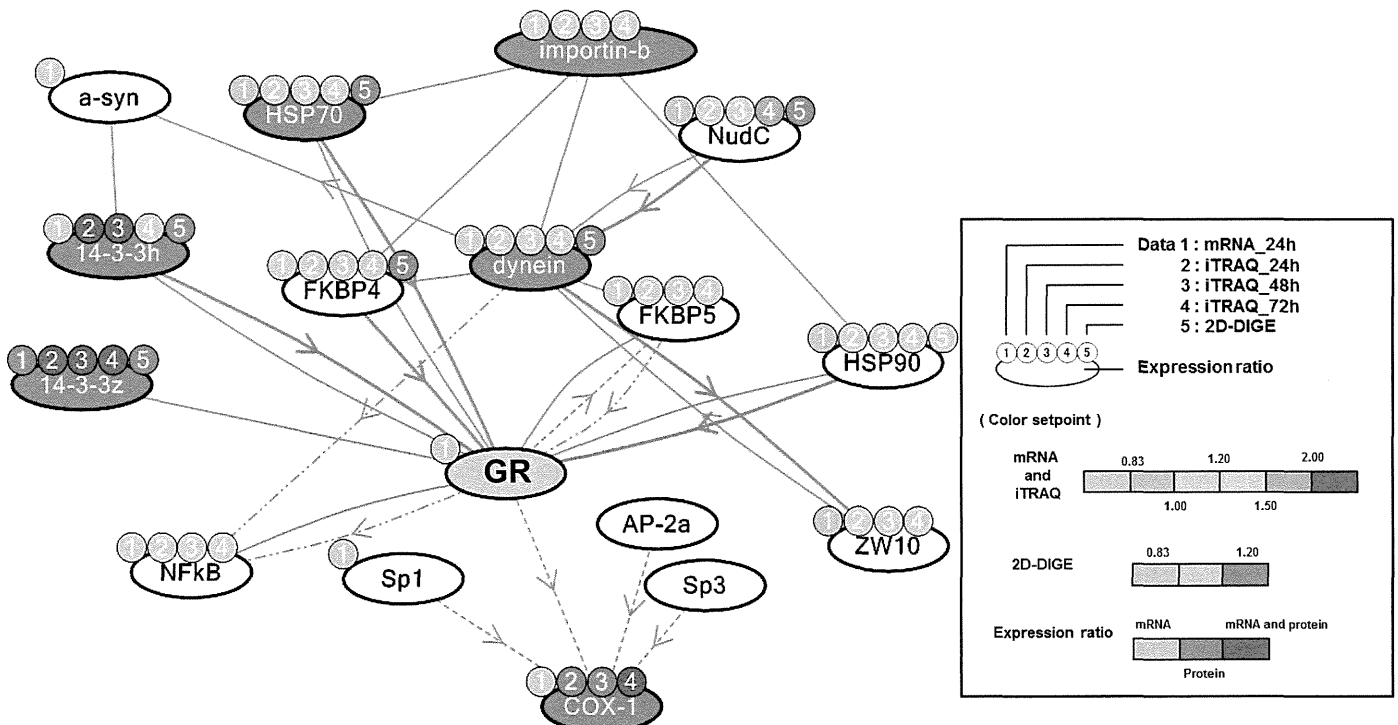 1 2 3 4
importin-b
1
a-syn
1 2 3 4 5
HSP70
1 2 3 4 5
NudC
1 2 3 4 5
14-3-3h
1 2 3 4 5
FKBP4
1 2 3 4 5
dynein
1 2 3 4
FKBP5
1 2 3 4 5
HSP90
1 2 3 4 5
14-3-3z
1
GR
AP-2a
1 2 3 4
ZW10
1 2 3 4
NFkB
1
Sp1
Sp3
1 2 3 4
COX-1
Data 1 : mRNA_24h
2 : iTRAQ_24h
3 : iTRAQ_48h
4 : iTRAQ_72h
5 : 2D-DIGE
1 2 3 4 5
Expression ratio
( Color setpoint )
mRNA
and
iTRAQ
0.83 1.20 2.00
1.00 1.50
2D-DIGE
0.83 1.20
Expression ratio
mRNA mRNA and protein
Protein